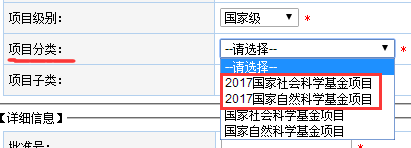 项目级别： 国家级 *
项目分类： --请选择-- *
--请选择--
2017国家社会科学基金项目
2017国家自然科学基金项目
国家社会科学基金项目
国家自然科学基金项目
项目子类：
【详细信息】
批准号：